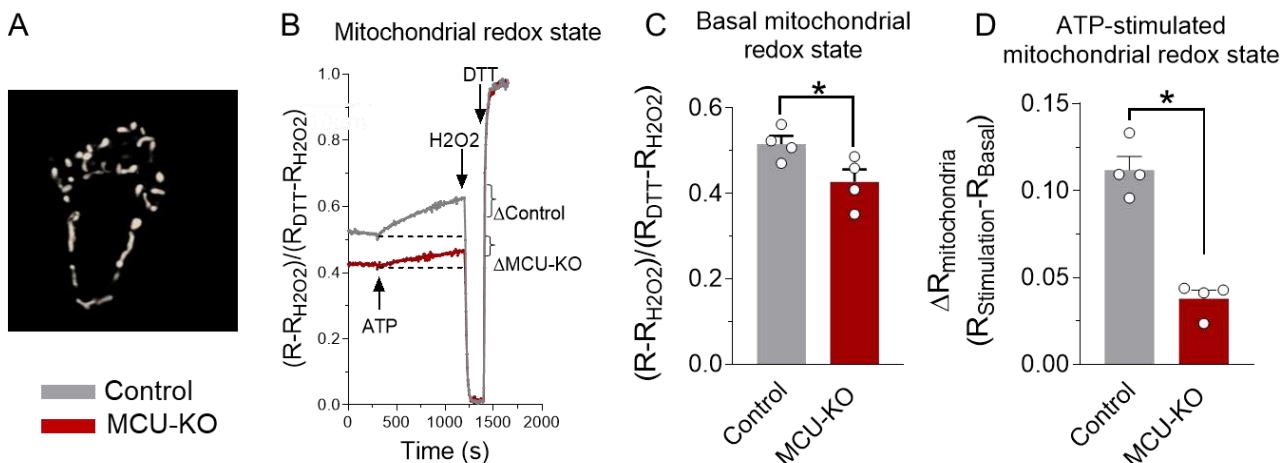 A
Control
MCU-KO
B
Mitochondrial redox state
(R-RH2O2)/(RDTT-RH2O2)
1.0
0.8
0.6
0.4
0.2
0.0
DTT
H2O2
ΔControl
ΔMCU-KO
ATP
0
500
1000
1500
2000
Time (s)
C
Basal mitochondrial
redox state
(R-RH2O2)/(RDTT-RH2O2)
0.6
0.4
0.2
0.0
*
Control
MCU-KO
D
ATP-stimulated
mitochondrial redox state
ΔRmitochondria
(RStimulation-RBasal)
0.15
0.10
0.05
0.00
*
Control
MCU-KO